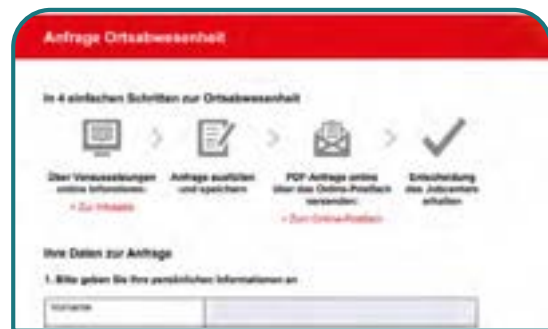 Anfrage Ortsabwesenheit
In 4 einfachen Schritten zur Ortsabwesenheit
Über Voraussetzungen
online informieren:
> Zur Infoseite
Anfrage ausfüllen
und speichern
PDF-Anfrage online
über das Online-Postfach
versenden:
> Zum Online-Postfach
Entscheidung
des Jobcenters
erhalten
Ihre Daten zur Anfrage
1. Bitte geben Sie Ihre persönlichen Informationen an
Vorname